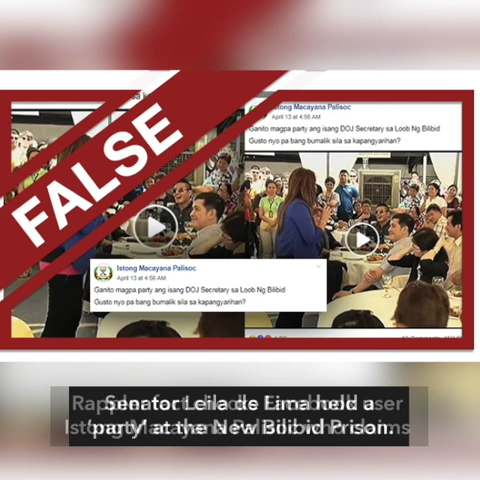 FALSE
Istong Macayana Palisoc
April 13 at 4:56 AM
Ganito magpa party ang isang DOJ Secretary sa Loob Ng Bilibid
Gusto nyo pa bang bumalik sila sa kapangyarihan?
Istong Macayana Palisoc
April 13 at 4:56 AM
Ganito magpa party ang isang DOJ Secretary sa Loob Ng Bilibid
Gusto nyo pa bang bumalik sila sa kapangyarihan?
Senator Leila de Lima held a
'party' at the New Bilibid Prison.